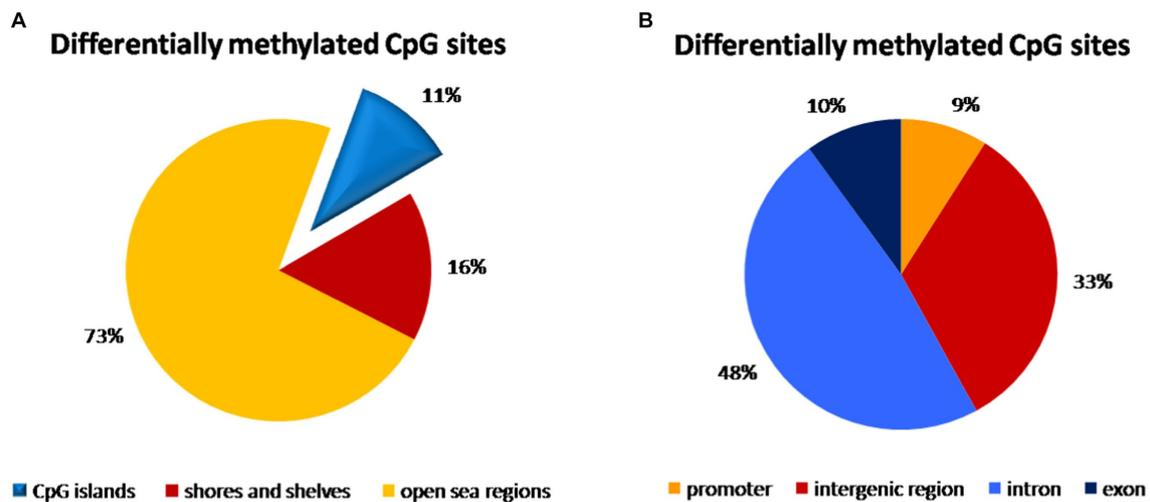 A
Differentially methylated CpG sites
11%
16%
73%
CpG islands shores and shelves open sea regions
B
Differentially methylated CpG sites
10% 9%
33%
48%
promoter intergenic region intron exon